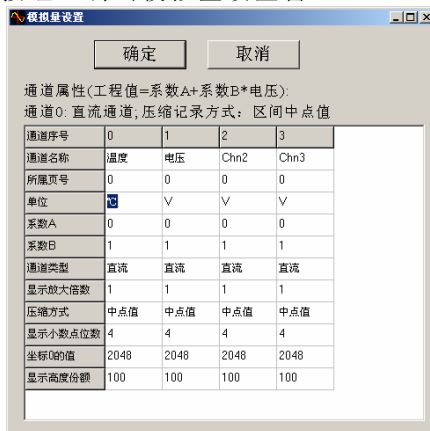 模拟量设置
确定 取消
通道属性(工程值=系数A+系数B*电压):
通道0: 直流通道;压缩记录方式: 区间中点值
通道序号 0 1 2 3
通道名称 温度 电压 Chn2 Chn3
所属页号 0 0 0 0
单位 ℃ V V V
系数A 0 0 0 0
系数B 1 1 1 1
通道类型 直流 直流 直流 直流
显示放大倍数 1 1 1 1
压缩方式 中点值 中点值 中点值 中点值
显示小数点位数 4 4 4 4
坐标0的值 2048 2048 2048 2048
显示高度份额 100 100 100 100